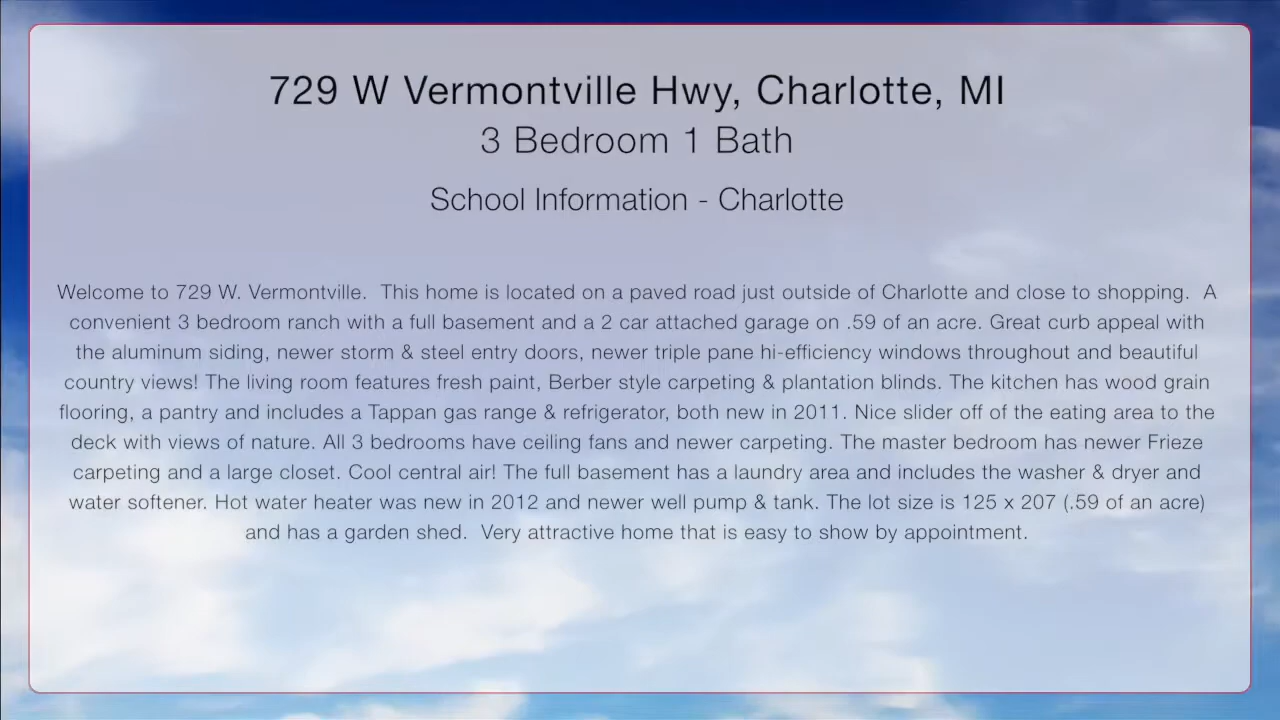 729 W Vermontville Hwy, Charlotte, MI
3 Bedroom 1 Bath
School Information - Charlotte
Welcome to 729 W. Vermontville.  This home is located on a paved road just outside of Charlotte and close to shopping.  A
convenient 3 bedroom ranch with a full basement and a 2 car attached garage on .59 of an acre. Great curb appeal with
the aluminum siding, newer storm & steel entry doors, newer triple pane hi-efficiency windows throughout and beautiful
country views! The living room features fresh paint, Berber style carpeting & plantation blinds. The kitchen has wood grain
flooring, a pantry and includes a Tappan gas range & refrigerator, both new in 2011. Nice slider off of the eating area to the
deck with views of nature. All 3 bedrooms have ceiling fans and newer carpeting. The master bedroom has newer Frieze
carpeting and a large closet. Cool central air! The full basement has a laundry area and includes the washer & dryer and
water softener. Hot water heater was new in 2012 and newer well pump & tank. The lot size is 125 x 207 (.59 of an acre)
and has a garden shed.  Very attractive home that is easy to show by appointment.